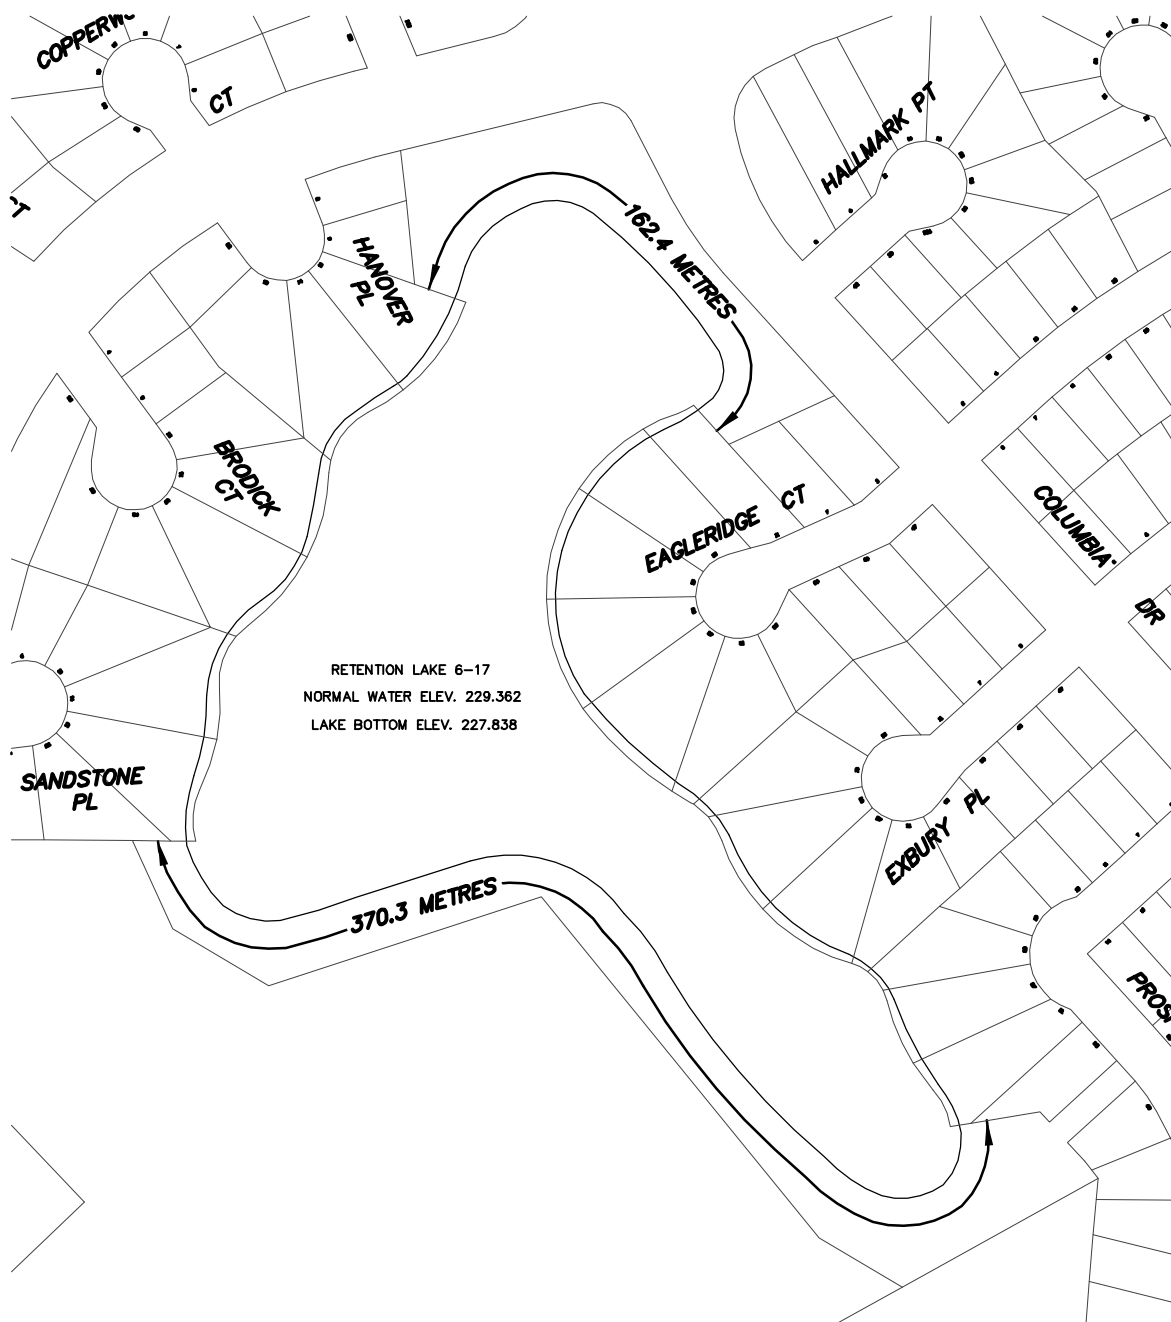 CT
HALLMARK PT
CT
162.4 METRES
HANOVER
PL
BRODICK
CT
EAGLERIDGE CT
COLUMBIA
DR
RETENTION LAKE 6-17
NORMAL WATER ELEV. 229.362
LAKE BOTTOM ELEV. 227.838
SANDSTONE
PL
EXBURY PL
370.3 METRES